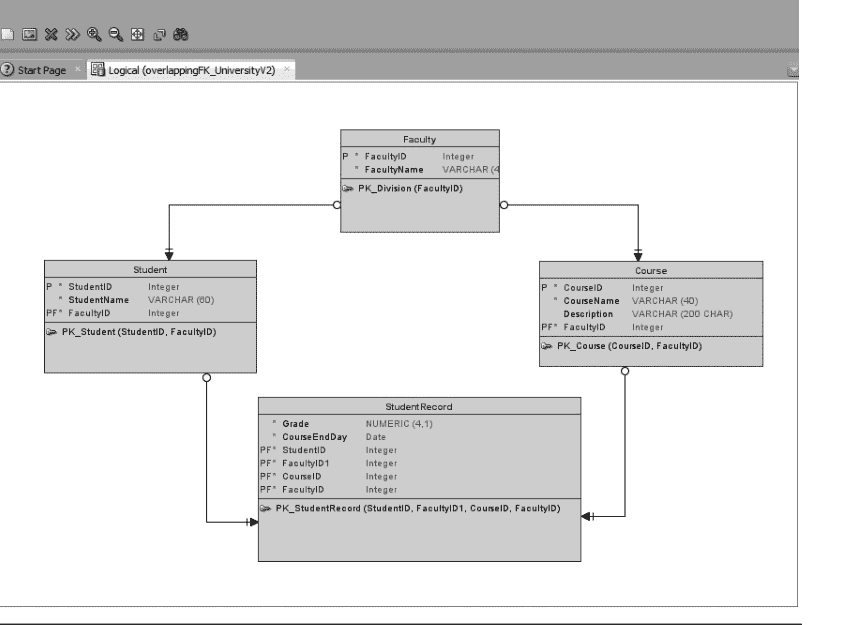 Start Page
Logical (overlappingFK_UniversityV2)
Faculty
P * FacultyID Integer
* FacultyName VARCHAR (4
PK_Division (FacultyID)
Student
P * StudentID Integer
* StudentName VARCHAR (60)
PF* FacultyID Integer
PK_Student (StudentID, FacultyID)
Course
P * CourseID Integer
* CourseName VARCHAR (40)
Description VARCHAR (200 CHAR)
PF* FacultyID Integer
PK_Course (CourseID, FacultyID)
StudentRecord
* Grade NUMERIC (4,1)
* CourseEndDay Date
PF* StudentID Integer
PF* FacultyID1 Integer
PF* CourseID Integer
PF* FacultyID Integer
PK_StudentRecord (StudentID, FacultyID1, CourseID, FacultyID)